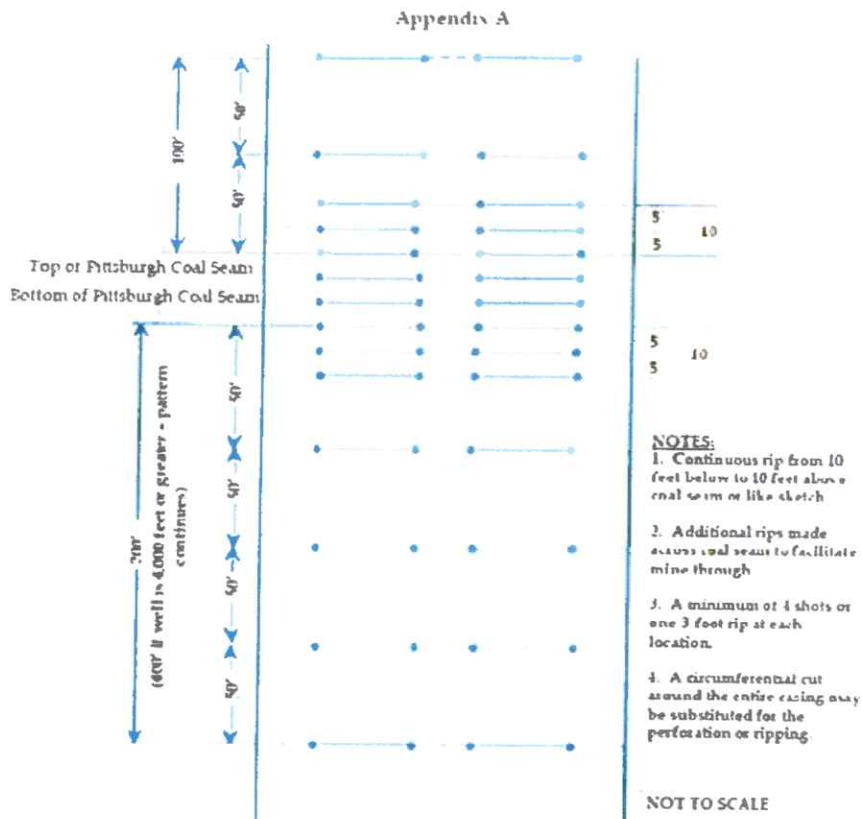 Appendix A
100'
50'
50'
5
5
10
Top of Pittsburgh Coal Seam
Bottom of Pittsburgh Coal Seam
5
5
10
200'
(400' if well is 4,000 feet or greater - pattern
continues)
50'
50'
50'
50'
NOTES:
1. Continuous rip from 10
feet below to 10 feet above
coal seam or like sketch
2. Additional rips made
across coal seam to facilitate
mine through
3. A minimum of 4 shots or
one 3 foot rip at each
location.
4. A circumferential cut
around the entire casing may
be substituted for the
perforation or ripping
NOT TO SCALE